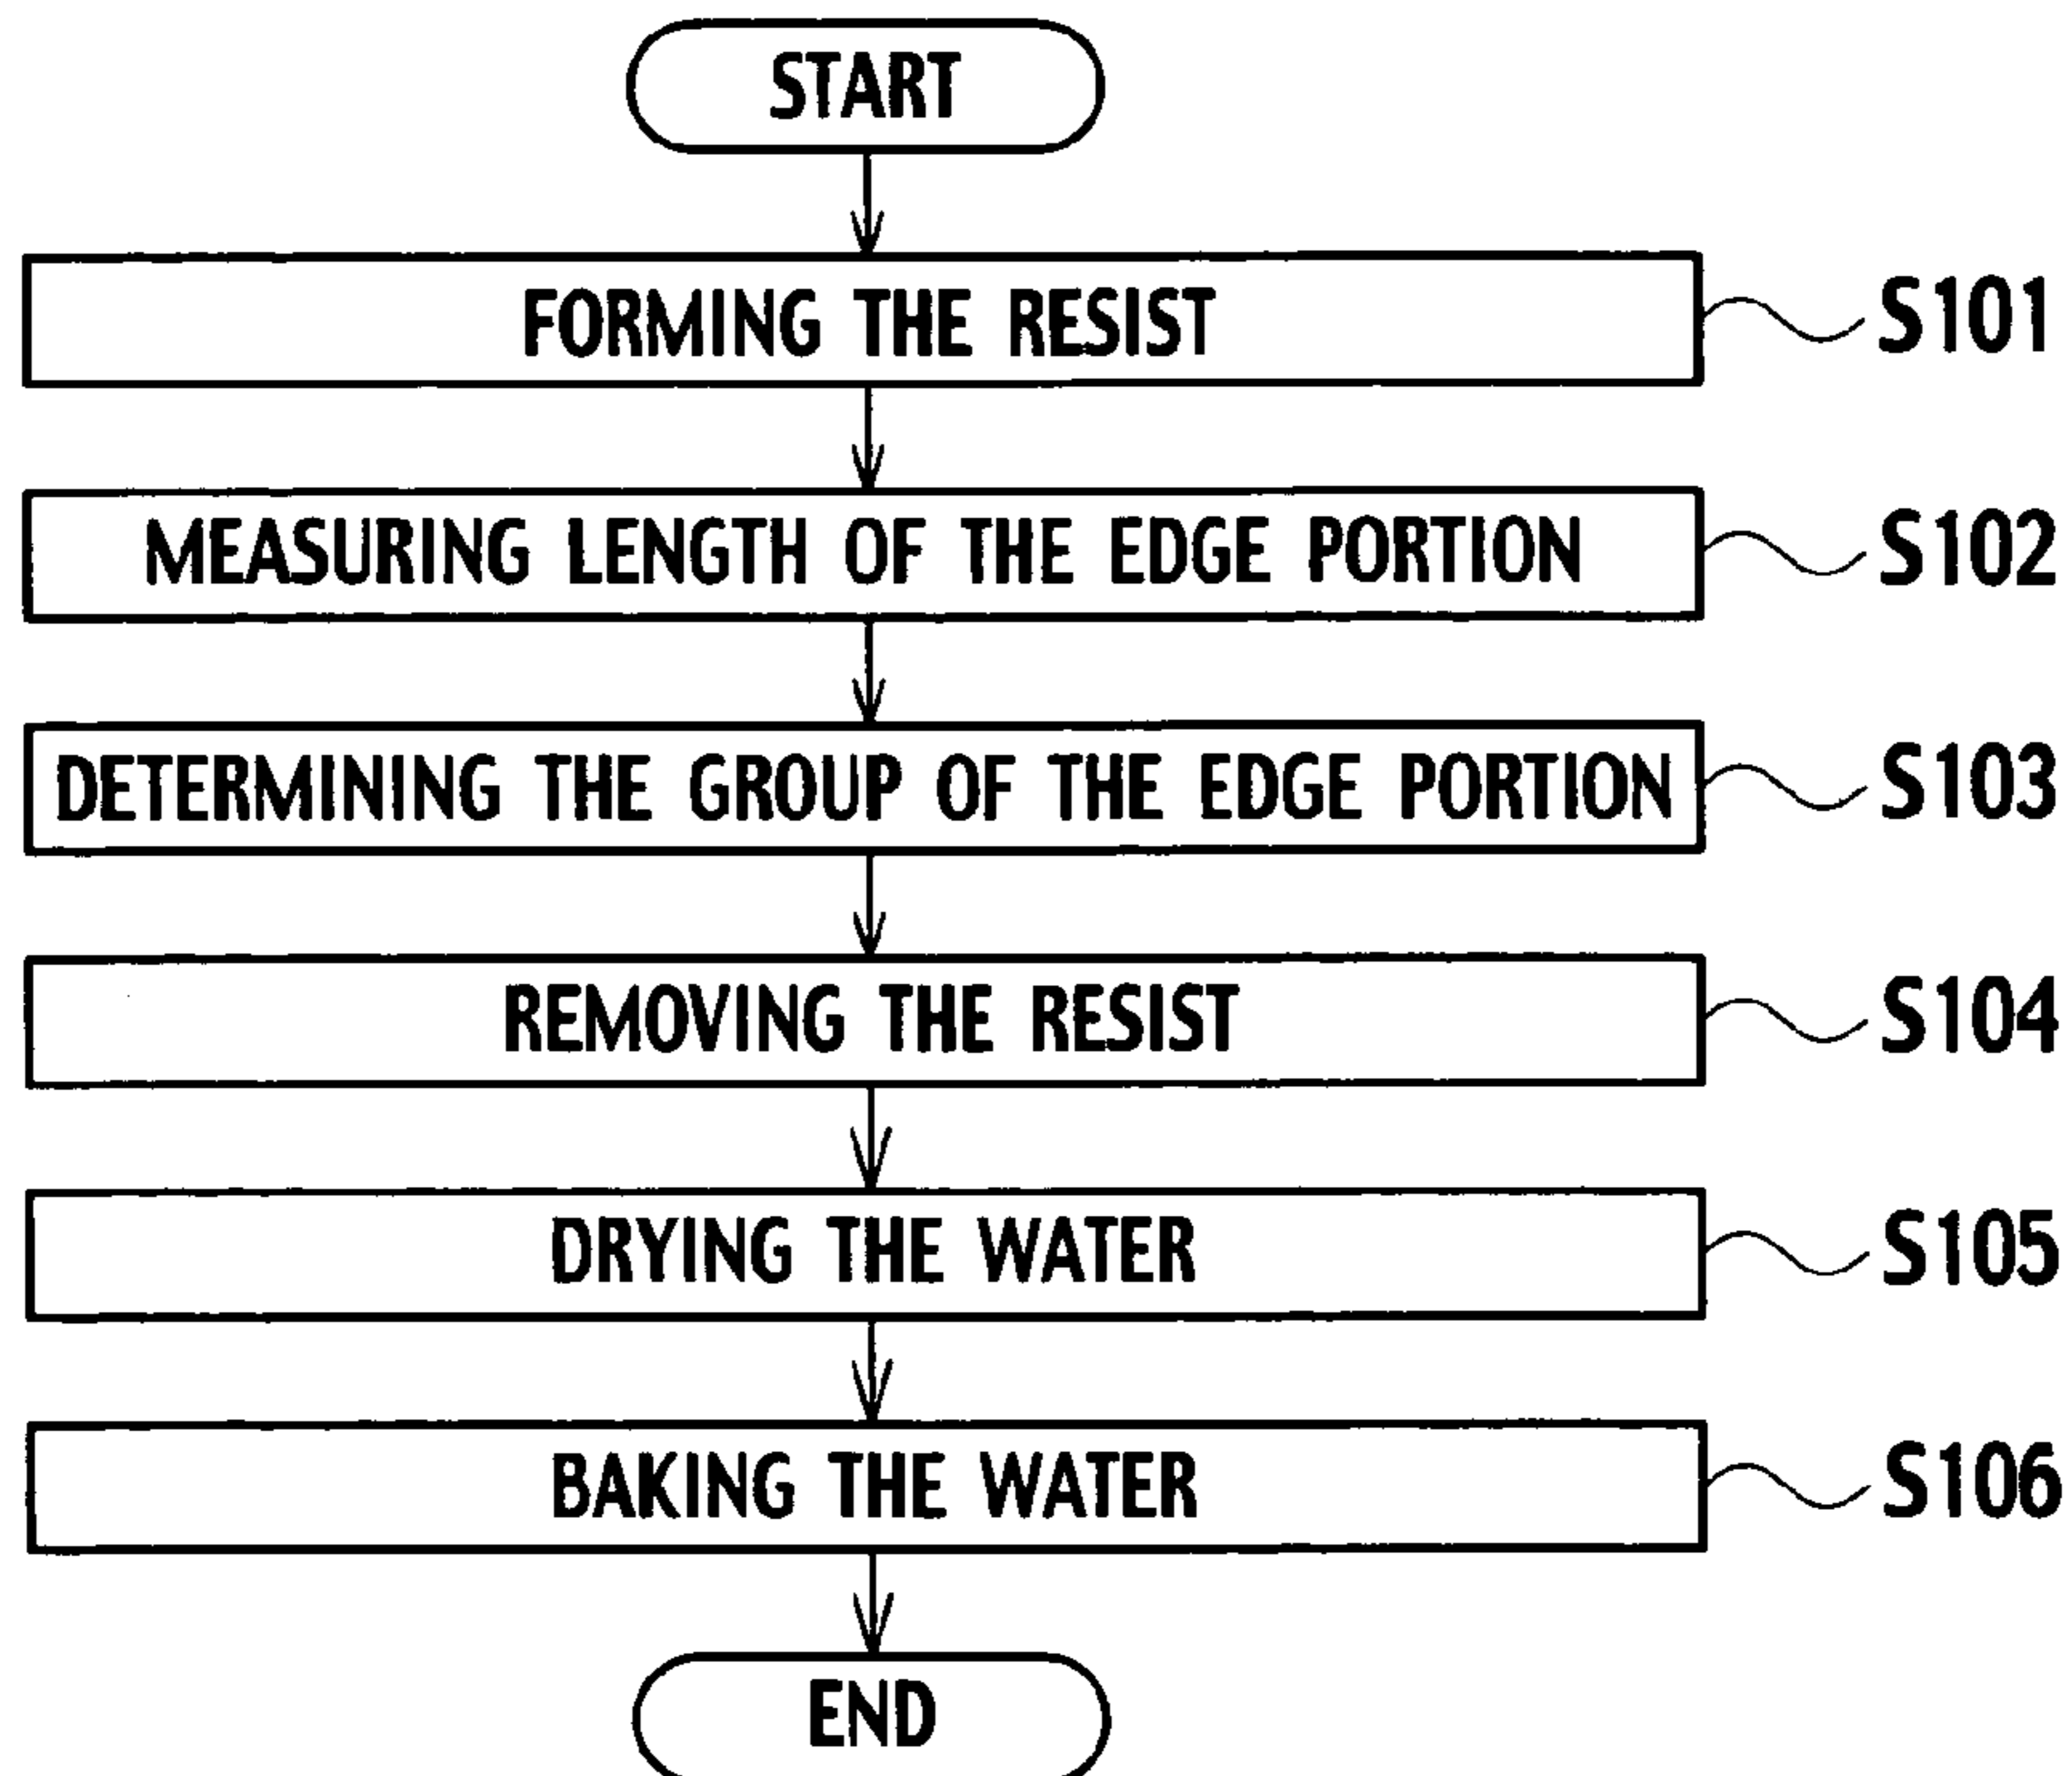 START
FORMING THE RESIST
S101
MEASURING LENGTH OF THE EDGE PORTION
S102
DETERMINING THE GROUP OF THE EDGE PORTION
S103
REMOVING THE RESIST
S104
DRYING THE WATER
S105
BAKING THE WATER
S106
END